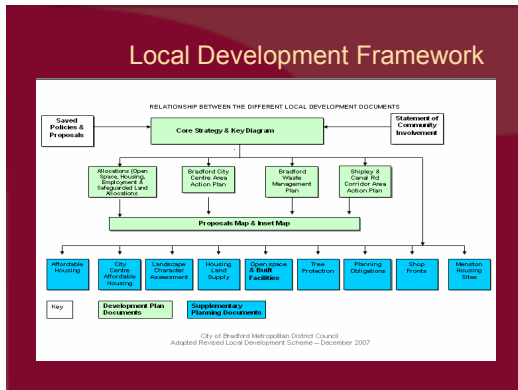 Local Development Framework
RELATIONSHIP BETWEEN THE DIFFERENT LOCAL DEVELOPMENT DOCUMENTS
Saved
Policies &
Proposals
Core Strategy & Key Diagram
Statement of
Community
Involvement
Allocations (Open
Space, Housing,
Employment &
Safeguarded Land
Allocations
Bradford City
Centre Area
Action Plan
Bradford
Waste
Management
Plan
Shipley &
Canal Rd
Corridor Area
Action Plan
Proposals Map & Inset Map
Affordable
Housing
City
Centre
Affordable
Housing
Landscape
Character
Assessment
Housing
Land
Supply
Open space
& Built
Facilities
Tree
Protection
Planning
Obligations
Shop
Fronts
Menston
Housing
Sites
Key
Development Plan
Documents
Supplementary
Planning Documents
City of Bradford Metropolitan District Council
Adopted Revised Local Development Scheme – December 2007